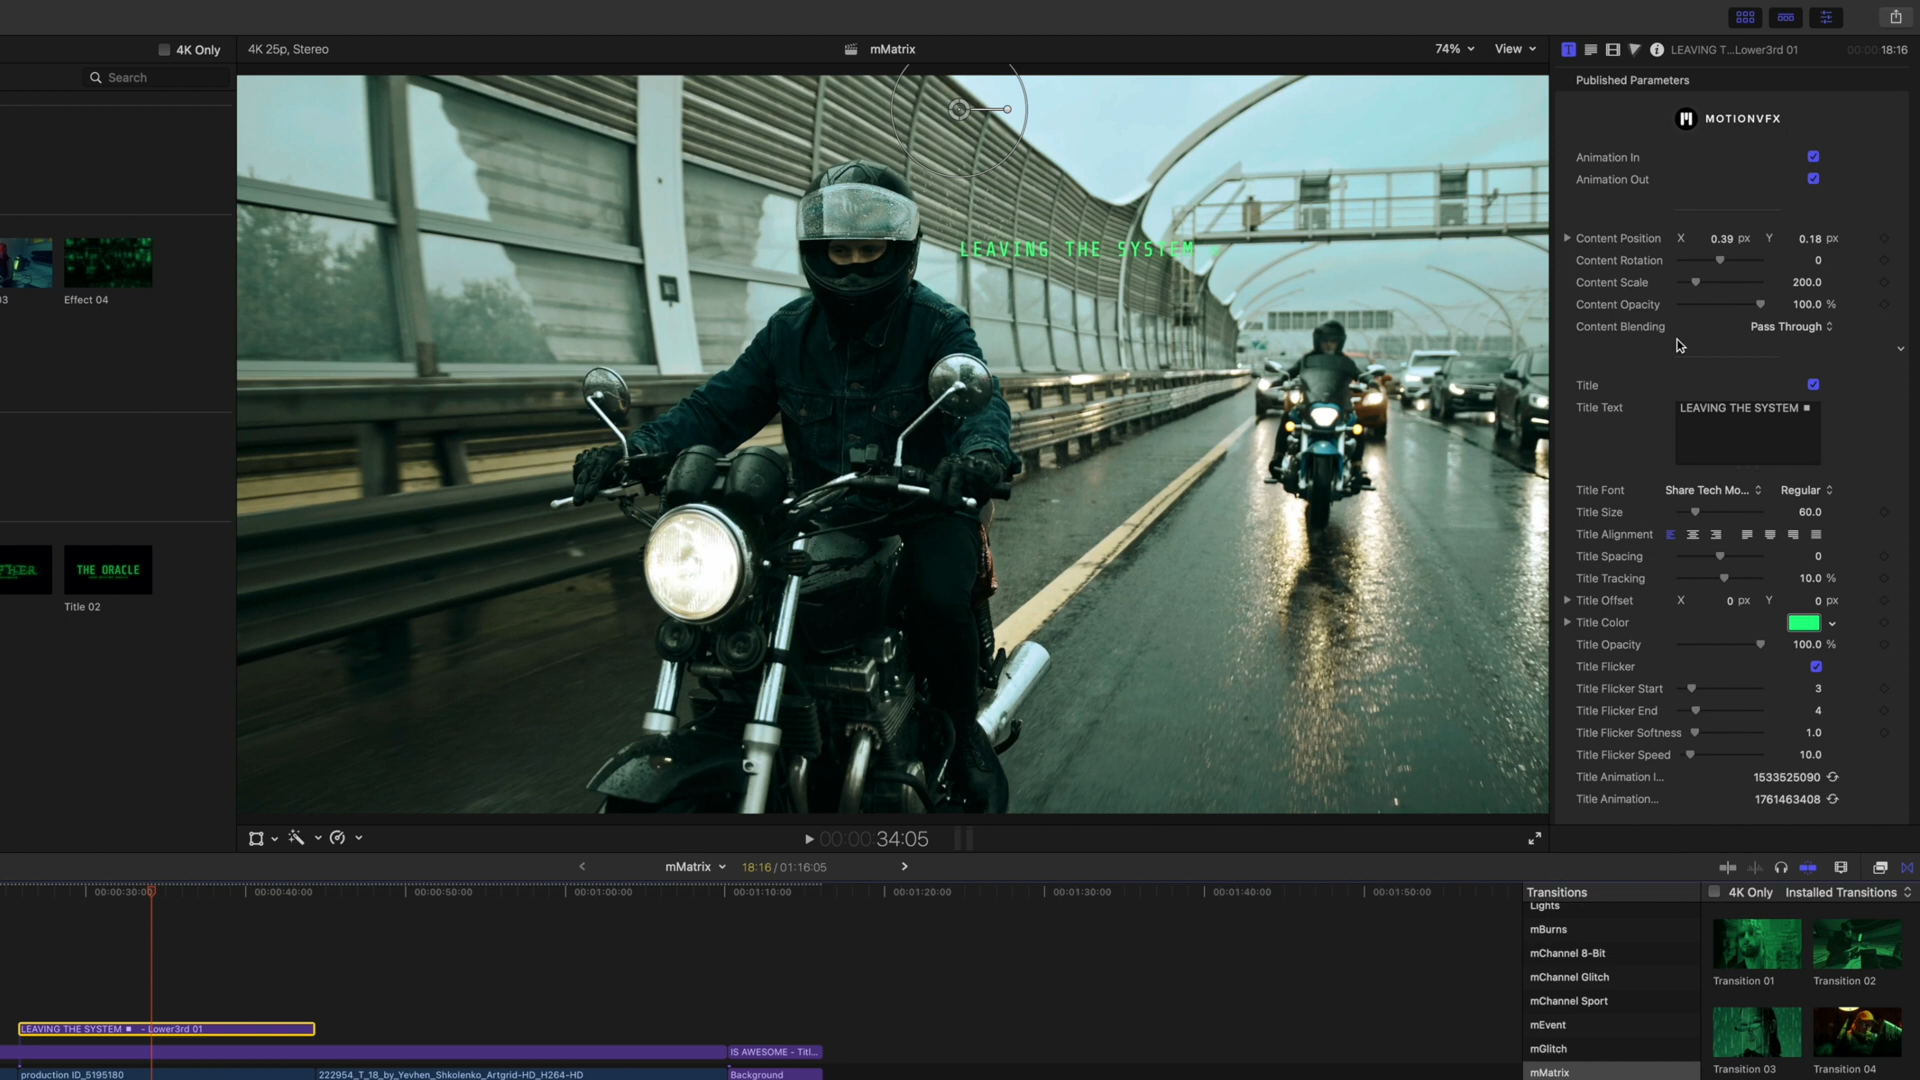 4K Only
4K 25p, Stereo
mMatrix
74%
View
LEAVING T...Lower3rd 01
00:00:18:16
Search
Published Parameters
MOTIONVFX
Animation In
Animation Out
Content Position X 0.39 px Y 0.18 px
Content Rotation 0
Content Scale 200.0
Content Opacity 100.0 %
Content Blending Pass Through
LEAVING THE SYSTEM
Title
Title Text LEAVING THE SYSTEM ■
Title Font Share Tech Mo... Regular
Title Size 60.0
Title Alignment
Title Spacing 0
Title Tracking 10.0 %
Title Offset X 0 px Y 0 px
Title Color
Title Opacity 100.0 %
Title Flicker
Title Flicker Start 3
Title Flicker End 4
Title Flicker Softness 1.0
Title Flicker Speed 10.0
Title Animation I... 1533525090
Title Animation... 1761463408
03
Effect 04
THE ORACLE
Title 02
00:00:34:05
mMatrix
18:16 / 01:16:05
00:00:30:00
00:00:40:00
00:00:50:00
00:01:00:00
00:01:10:00
00:01:20:00
00:01:30:00
00:01:40:00
00:01:50:00
LEAVING THE SYSTEM ■ - Lower3rd 01
IS AWESOME - Titl...
production ID_5195180
222954_T_18_by_Yevhen_Shkolenko_Artgrid-HD_H264-HD
Background
Transitions
Lights
mBurns
mChannel 8-Bit
mChannel Glitch
mChannel Sport
mEvent
mGlitch
mMatrix
4K Only
Installed Transitions
Transition 01
Transition 02
Transition 03
Transition 04